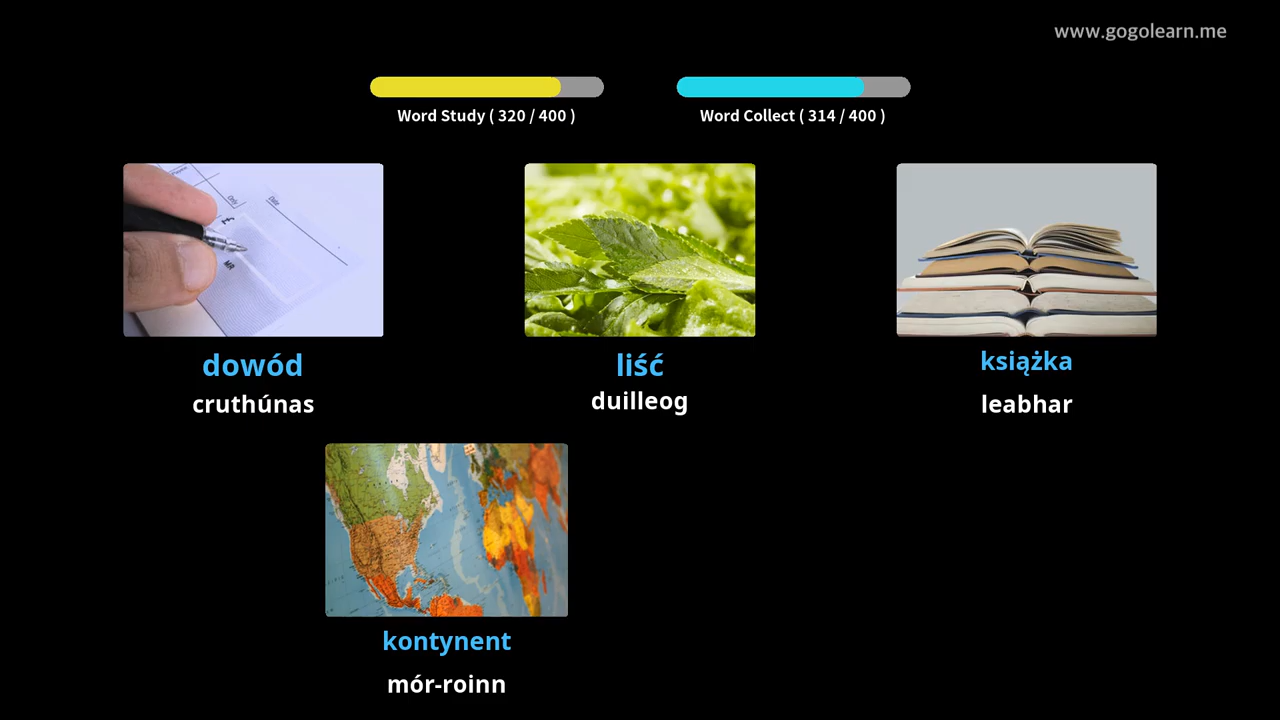 www.gogolearn.me
Word Study ( 320 / 400 )
Word Collect ( 314 / 400 )
dowód
cruthúnas
liść
duilleog
książka
leabhar
kontynent
mór-roinn